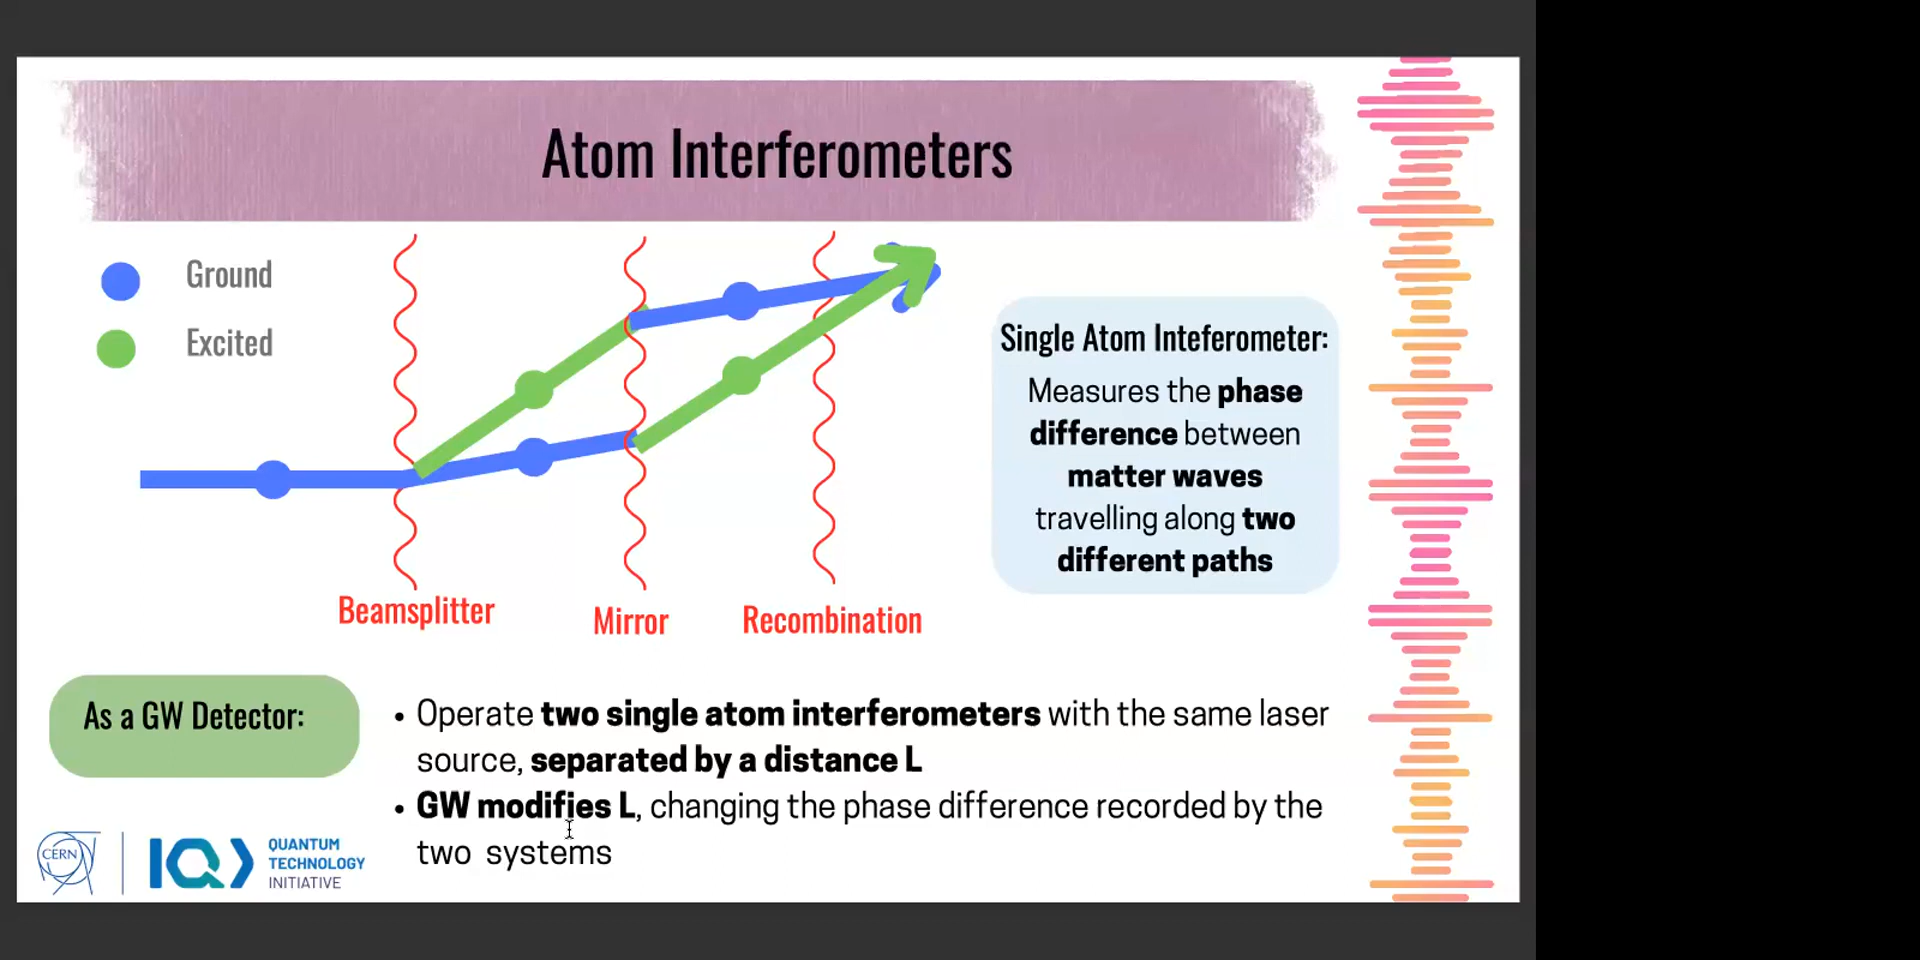 Atom Interferometers
Ground
Excited
Single Atom Inteferometer:
Measures the phase
difference between
matter waves
travelling along two
different paths
Beamsplitter
Mirror
Recombination
As a GW Detector:
• Operate two single atom interferometers with the same laser
source, separated by a distance L
• GW modifies L, changing the phase difference recorded by the
two systems
CERN
QUANTUM
TECHNOLOGY
INITIATIVE